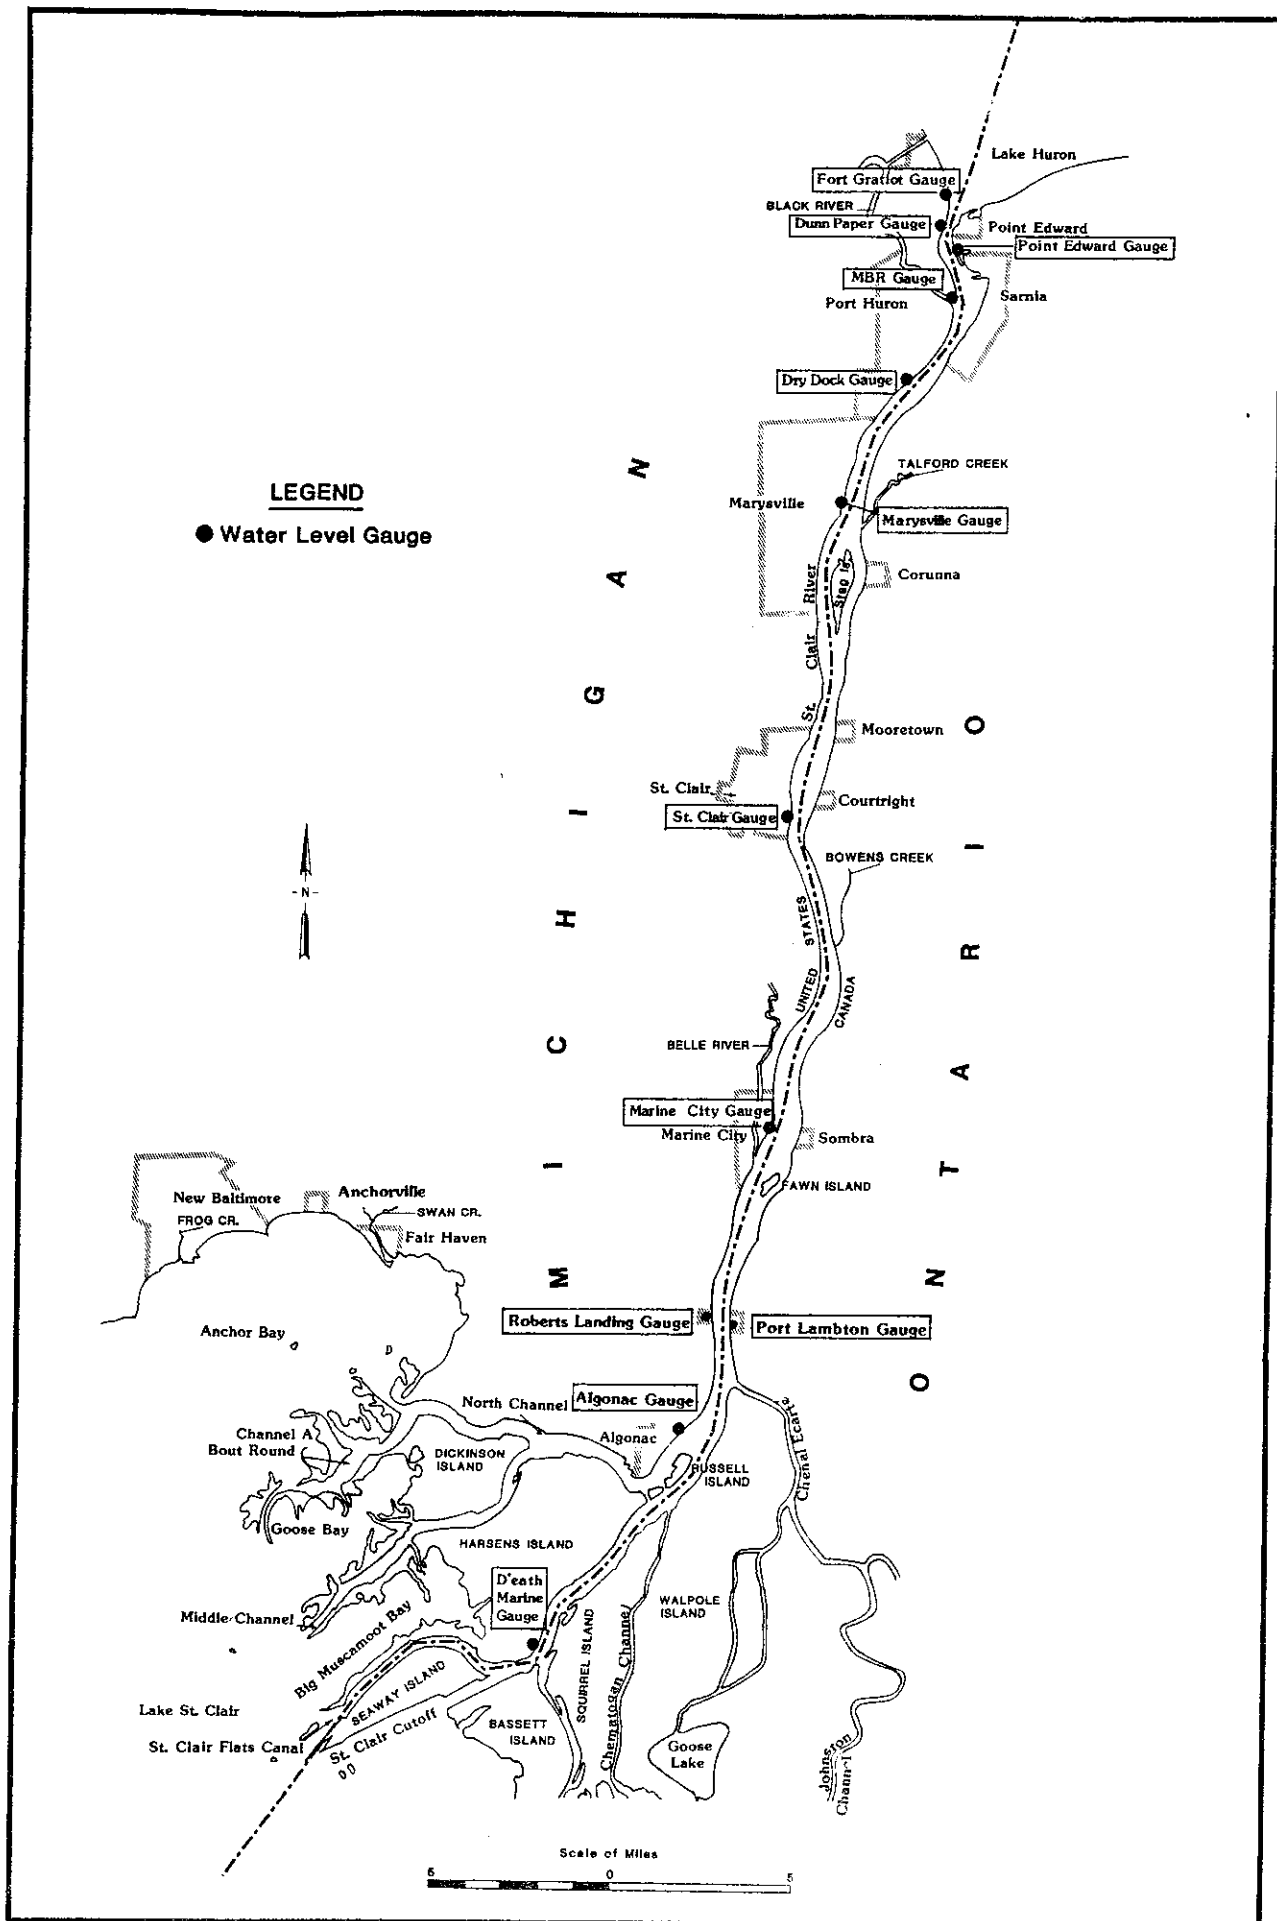 Lake Huron
Fort Gratiot Gauge
BLACK RIVER
Dunn Paper Gauge
Point Edward
Point Edward Gauge
MBR Gauge
Port Huron
Sarnia
Dry Dock Gauge
TALFORD CREEK
LEGEND
Water Level Gauge
Marysville
Marysville Gauge
Stag Is.
Corunna
St. Clair River
Mooretown
St. Clair
Courtright
St. Clair Gauge
BOWENS CREEK
- N -
UNITED STATES
CANADA
BELLE RIVER
Marine City Gauge
Marine City
Sombra
FAWN ISLAND
MICHIGAN
ONTARIO
New Baltimore
Anchorville
FROG CR.
SWAN CR.
Fair Haven
Anchor Bay
Roberts Landing Gauge
Port Lambton Gauge
Algonac Gauge
North Channel
Algonac
Channel A
Bout Round
DICKINSON
ISLAND
RUSSELL
ISLAND
Chenal Ecarte
Goose Bay
HARSENS ISLAND
D'eath
Marine
Gauge
WALPOLE
ISLAND
Middle Channel
Big Muscamoot Bay
SQUIRREL ISLAND
Chematogan Channel
SEAWAY ISLAND
Lake St. Clair
St. Clair Flats Canal
St. Clair Cutoff
BASSETT
ISLAND
Goose
Lake
Johnston
Chann l
Scale of Miles
5 0 5